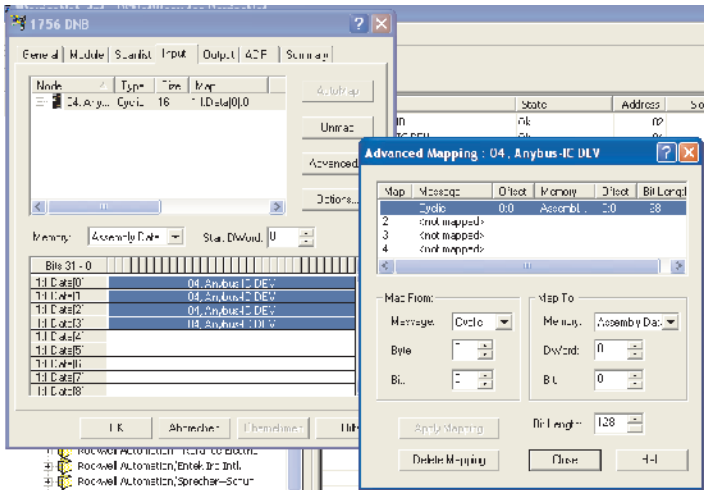 1756 DNB
General Module Scanlist Input Output ADR Summary
Node Type Size Map
04, Any... Cyclic 16 1:I.Data[0].0
AutoMap
Unmap
Advanced...
Options...
Memory: Assembly Data Start DWord: 0
Bits 31 - 0
1:I.Data[0] 04, Anybus-IC DEV
1:I.Data[1] 04, Anybus-IC DEV
1:I.Data[2] 04, Anybus-IC DEV
1:I.Data[3] 04, Anybus-IC DEV
1:I.Data[4]
1:I.Data[5]
1:I.Data[6]
1:I.Data[7]
1:I.Data[8]
OK Abbrechen Übernehmen Hilfe
Rockwell Automation/Entek Ird Intl.
Rockwell Automation/Sprecher+Schuh
State Address
Ok 02
Advanced Mapping : 04, Anybus-IC DEV
Map Message Offset Memory Offset Bit Length
Cyclic 0:0 Assembl... 0:0
2 <not mapped>
3 <not mapped>
4 <not mapped>
Map From:
Message: Cyclic
Byte
Bit:
Map To
Memory: Assembly Dat
DWord: 0
Bit 0
Apply Mapping
Bit Length: 128
Delete Mapping Close Help